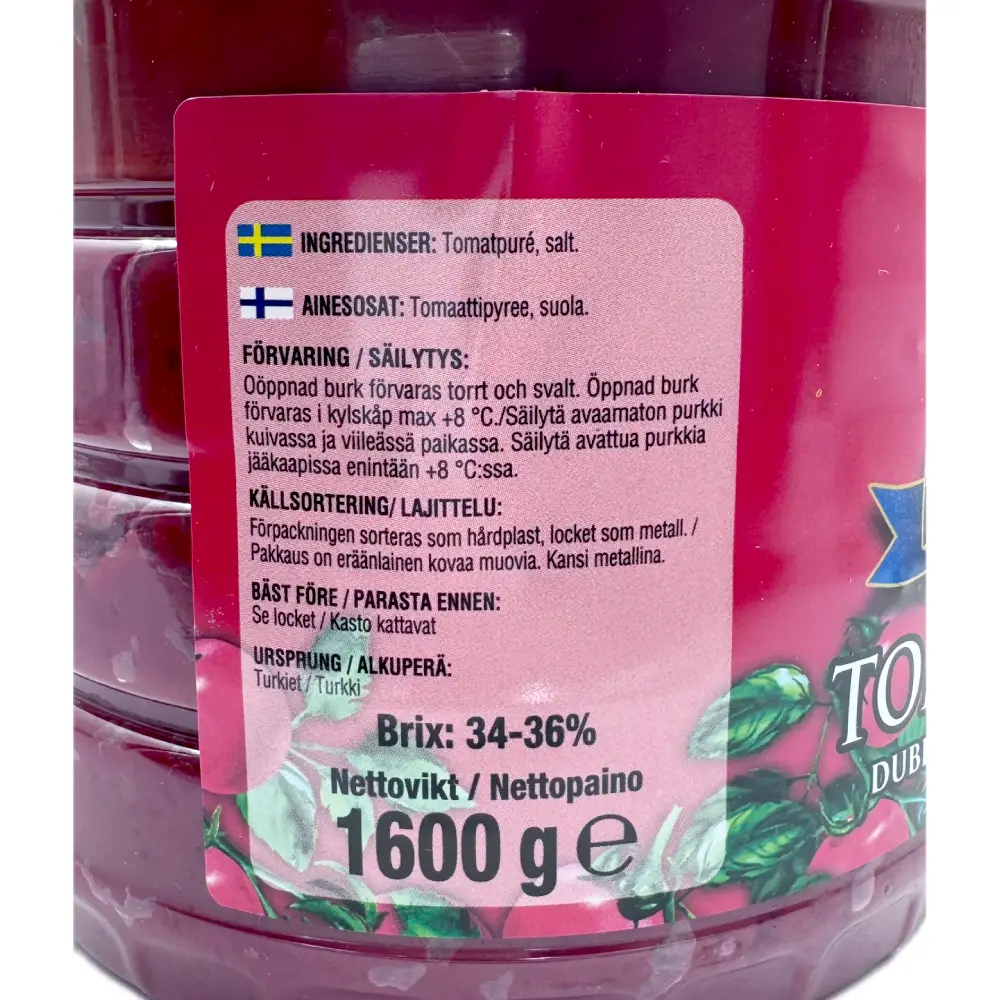 INGREDIENSER: Tomatpuré, salt.
AINESOSAT: Tomaattipyree, suola.
FÖRVARING / SÄILYTYS:
Oöppnad burk förvaras torrt och svalt. Öppnad burk
förvaras i kylskåp max +8 °C./Säilytä avaamaton purkki
kuivassa ja viileässä paikassa. Säilytä avattua purkkia
jääkaapissa enintään +8 °C:ssa.
KÄLLSORTERING/ LAJITTELU:
Förpackningen sorteras som hårdplast, locket som metall. /
Pakkaus on eräänlainen kovaa muovia. Kansi metallina.
BÄST FÖRE / PARASTA ENNEN:
Se locket / Kasto kattavat
URSPRUNG / ALKUPERÄ:
Turkiet / Turkki
Brix: 34-36%
Nettovikt / Nettopaino
1600 g ℮